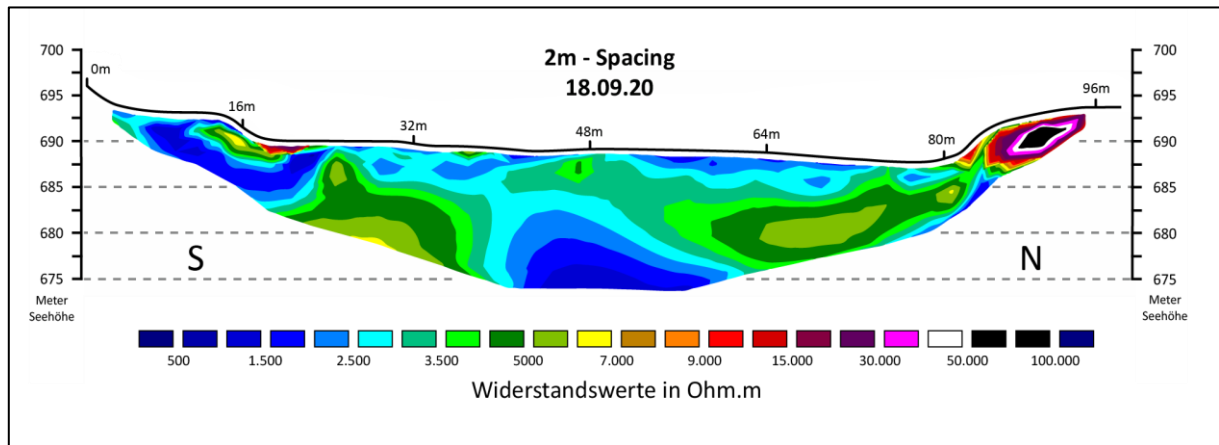 2m - Spacing
18.09.20
700
695
690
685
680
675
Meter
Seehöhe
0m
16m
32m
48m
64m
80m
96m
S
N
700
695
690
685
680
675
Meter
Seehöhe
500 1.500 2.500 3.500 5000 7.000 9.000 15.000 30.000 50.000 100.000
Widerstandswerte in Ohm.m